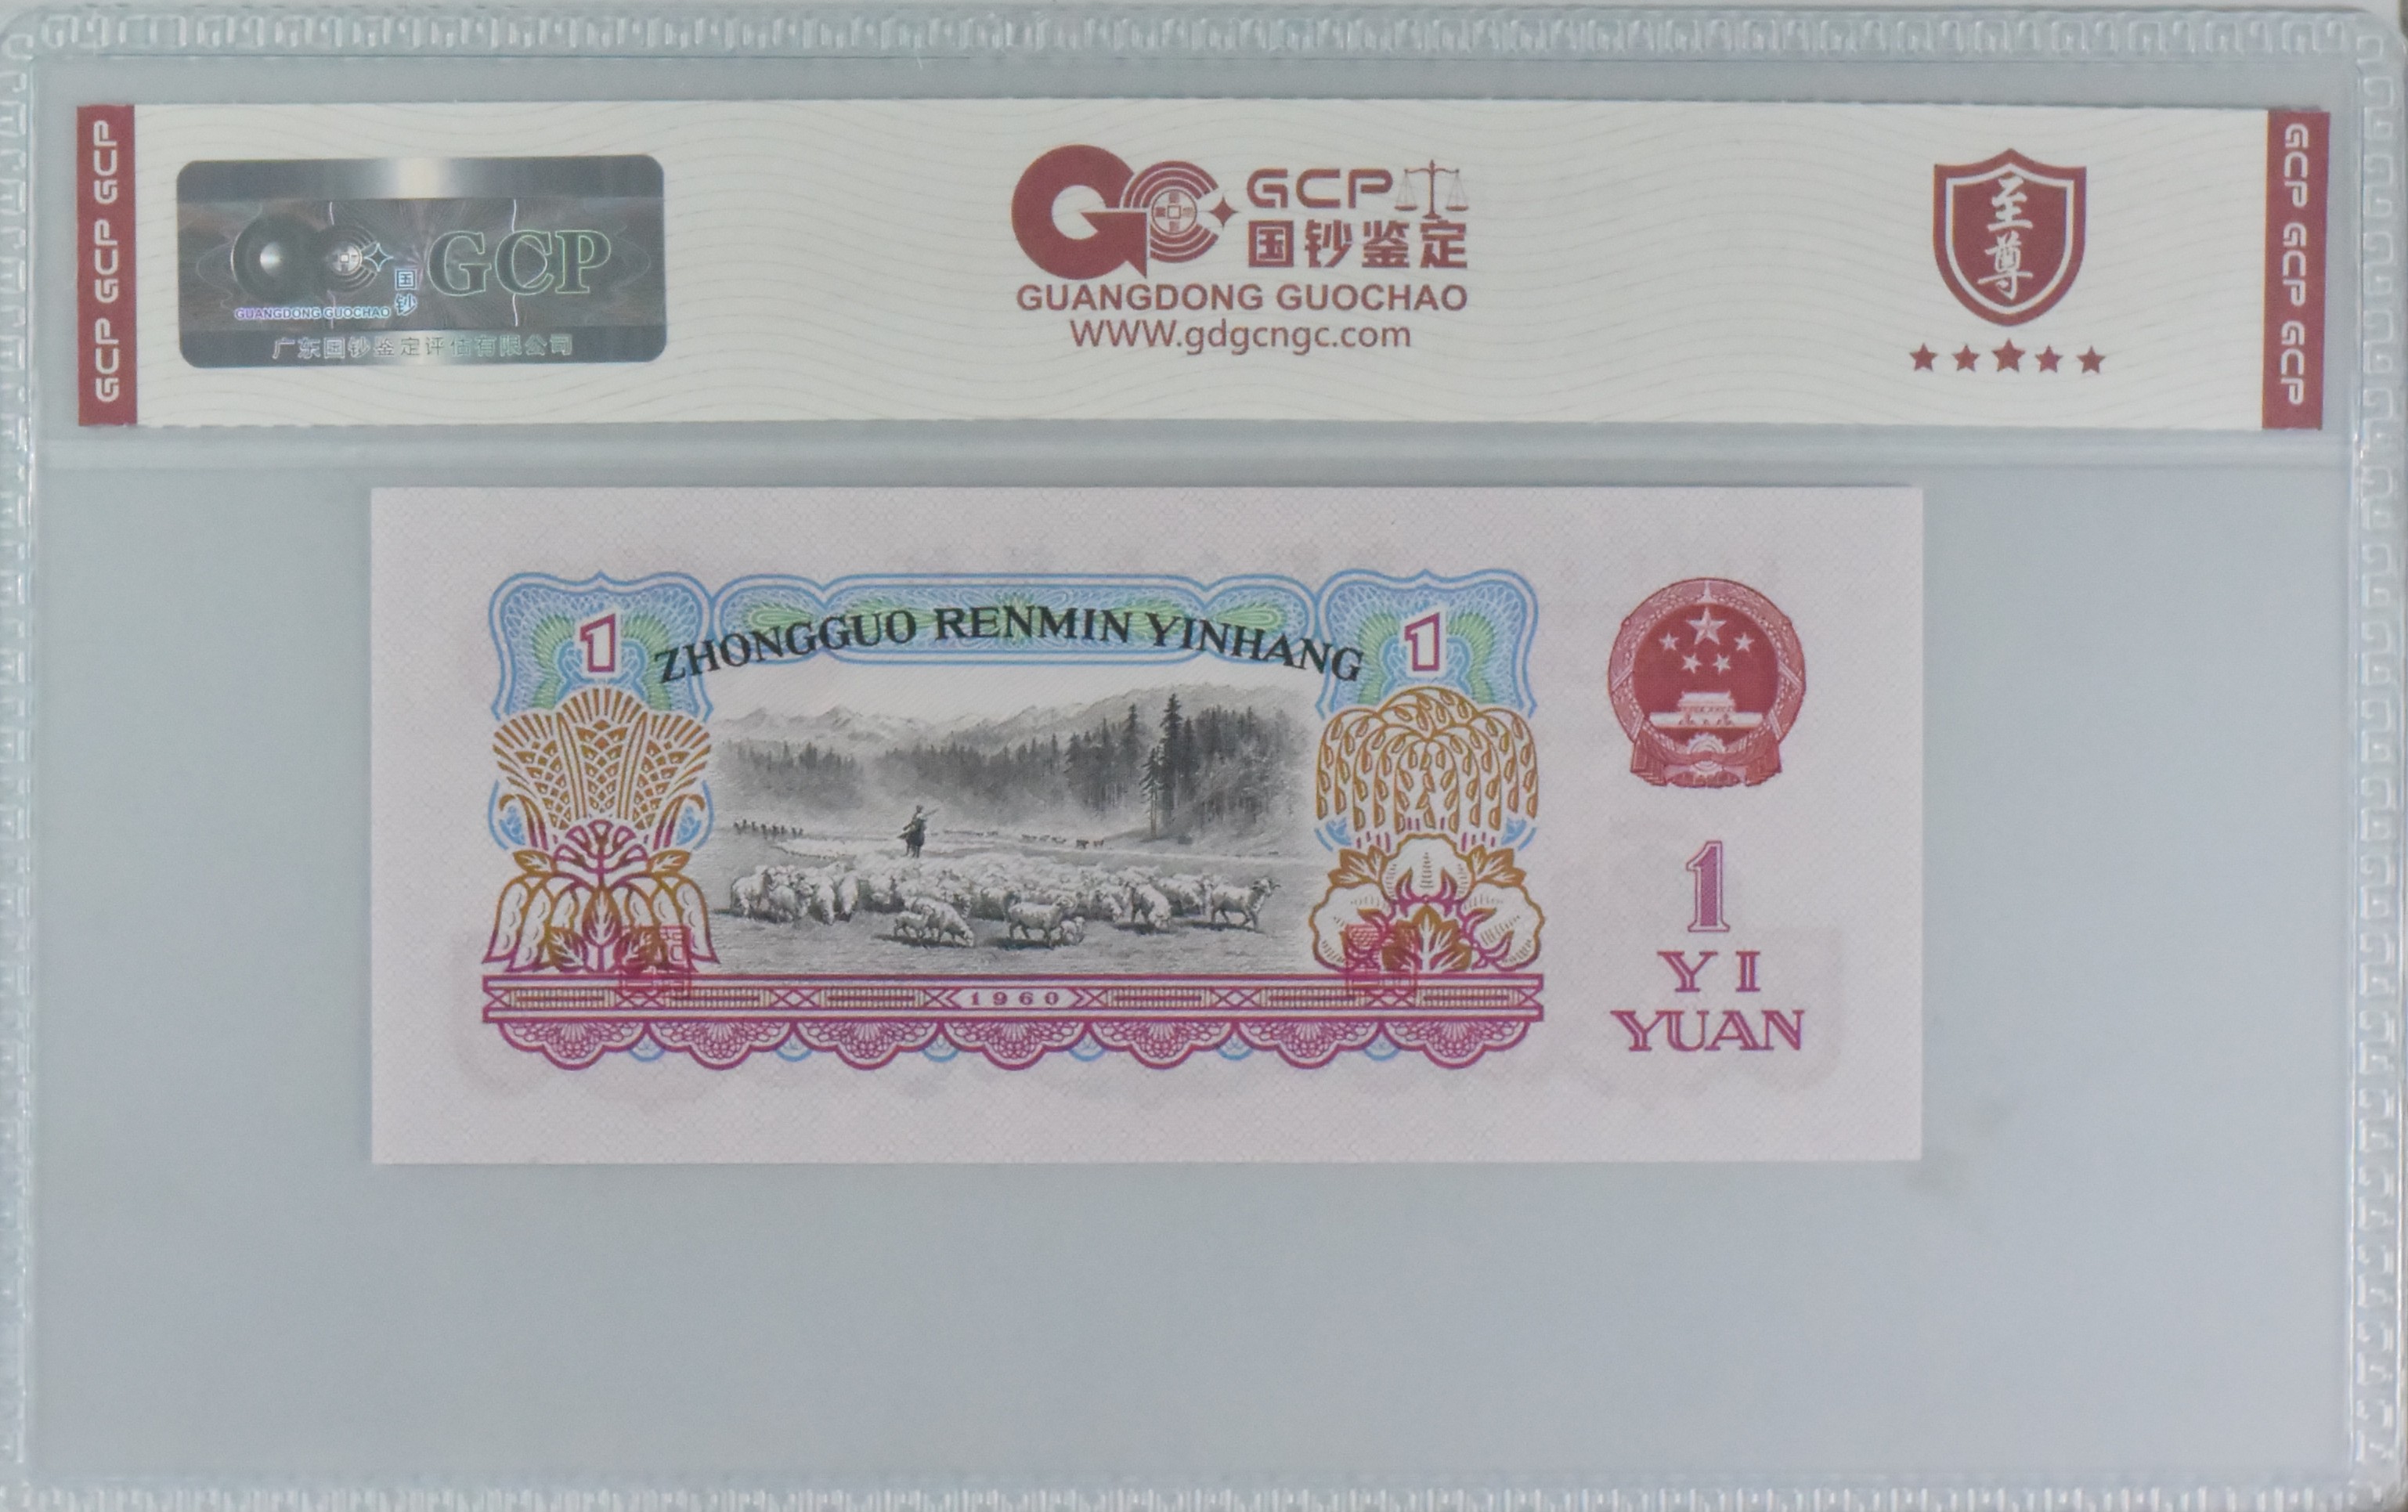 GCP GCP GCP
国钞
GCP
GUANGDONG GUOCHAO
广东国钞鉴定评估有限公司
GCP
国钞鉴定
GUANGDONG GUOCHAO
WWW.gdgcngc.com
至尊
GCP GCP GCP
1
ZHONGGUO RENMIN YINHANG
1
1960
1
YI
YUAN